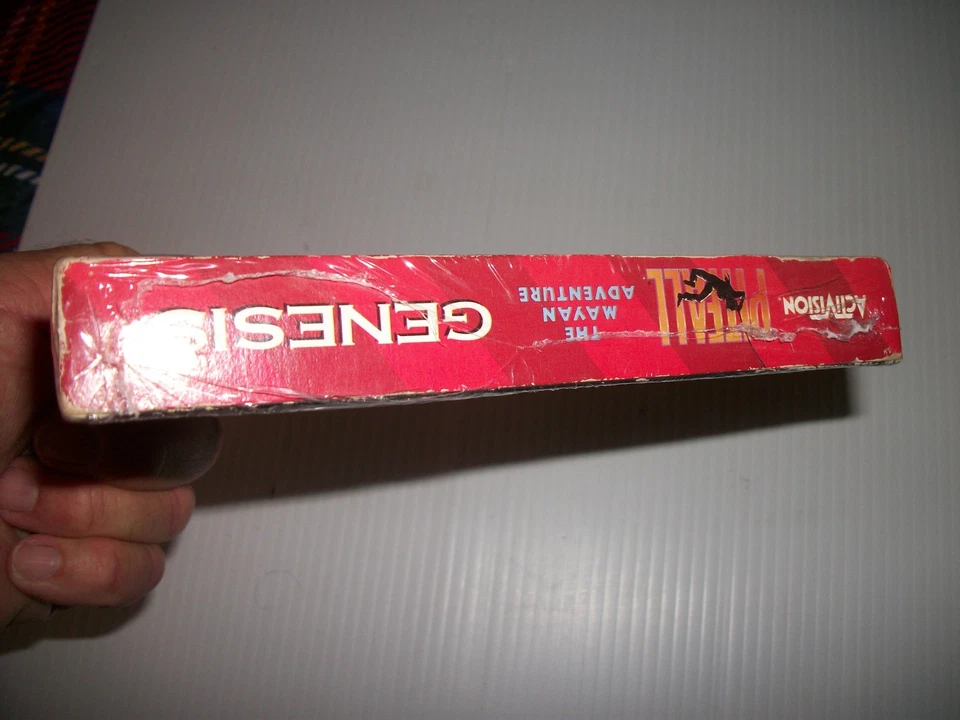 ACTIVISION
PITFALL
THE
MAYAN
ADVENTURE
GENESIS